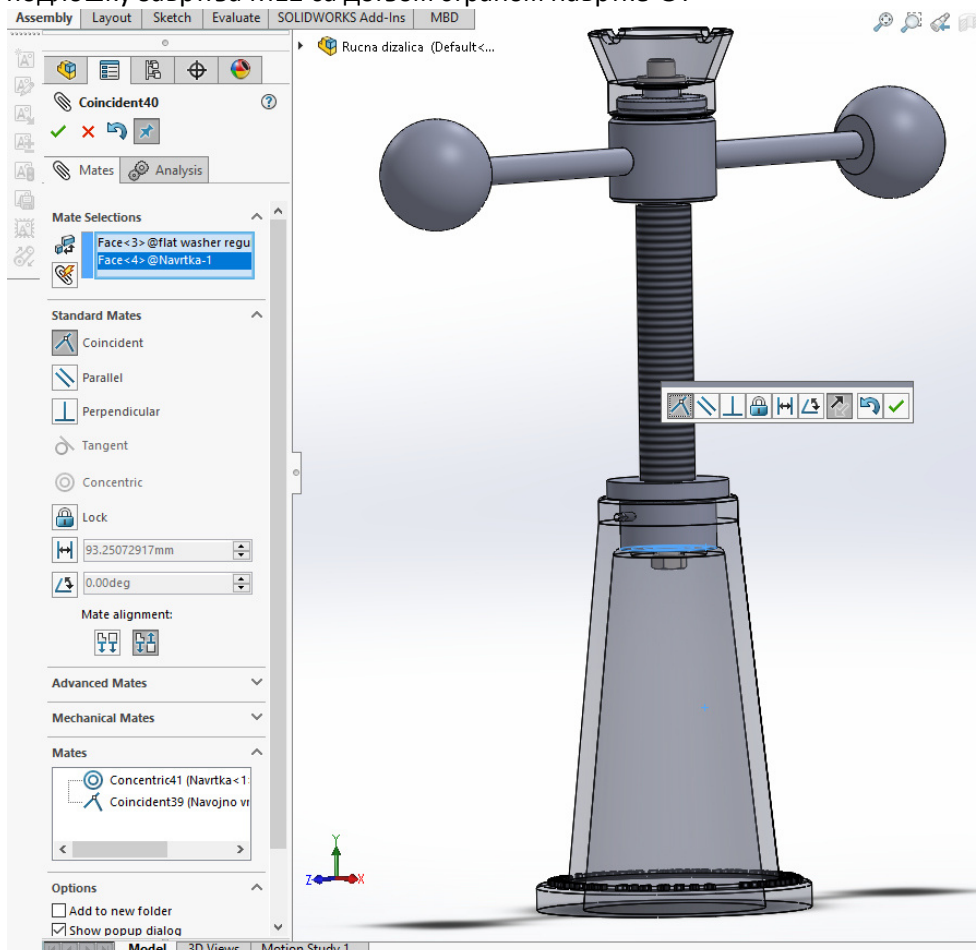 Assembly Layout Sketch Evaluate SOLIDWORKS Add-Ins MBD
Rucna dizalica (Default<...
Coincident40
Mates Analysis
Mate Selections
Face<3>@flat washer regu
Face<4>@Navrtka-1
Standard Mates
Coincident
Parallel
Perpendicular
Tangent
Concentric
Lock
93.25072917mm
0.00deg
Mate alignment:
Advanced Mates
Mechanical Mates
Mates
Concentric41 (Navrtka<1
Coincident39 (Navojno vr
Options
Add to new folder
Show popup dialog
Model 3D Views Motion Study 1
Y
Z X